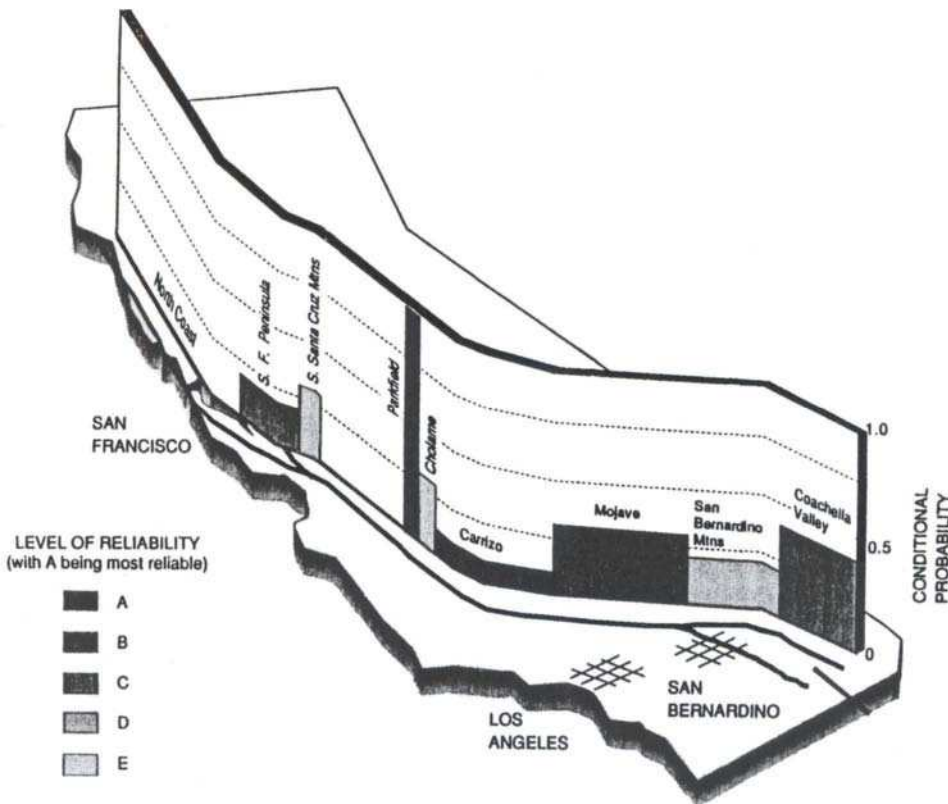 North Coast
S. F. Peninsula
S. Santa Cruz Mtns
Parkfield
Cholame
Carrizo
Mojave
San
Bernardino
Mtns
Coachella
Valley
1.0
0.5
0
CONDITIONAL
PROBABILITY
SAN
FRANCISCO
LOS
ANGELES
SAN
BERNARDINO
LEVEL OF RELIABILITY
(with A being most reliable)
A
B
C
D
E